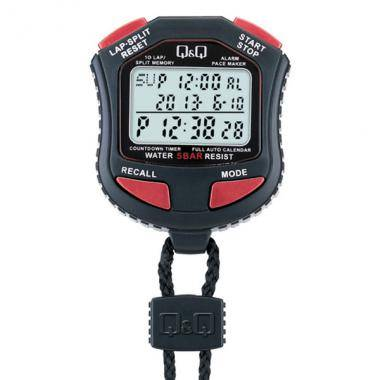 LAP-SPLIT
RESET
START
STOP
Q&Q
10 LAP/
SPLIT MEMORY
ALARM
PACE MAKER
SUP 12:00 AL
2013 6-10
P 12:38 28
COUNTDOWN TIMER
FULL AUTO CALENDAR
WATER 5BAR RESIST
RECALL
MODE
Q&Q